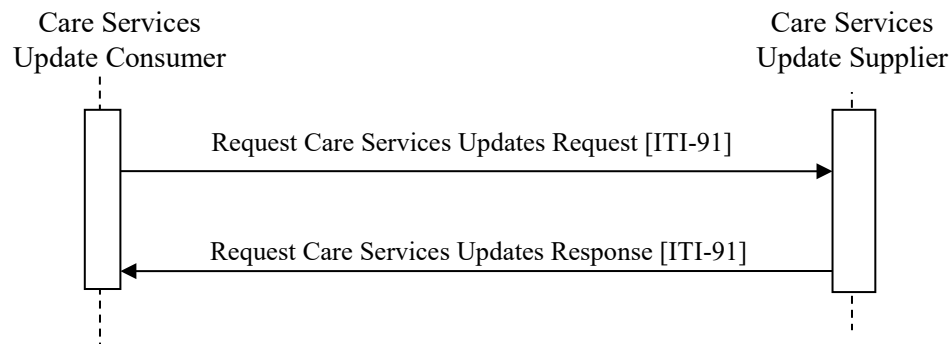 Care Services
Update Consumer
Care Services
Update Supplier
Request Care Services Updates Request [ITI-91]
Request Care Services Updates Response [ITI-91]